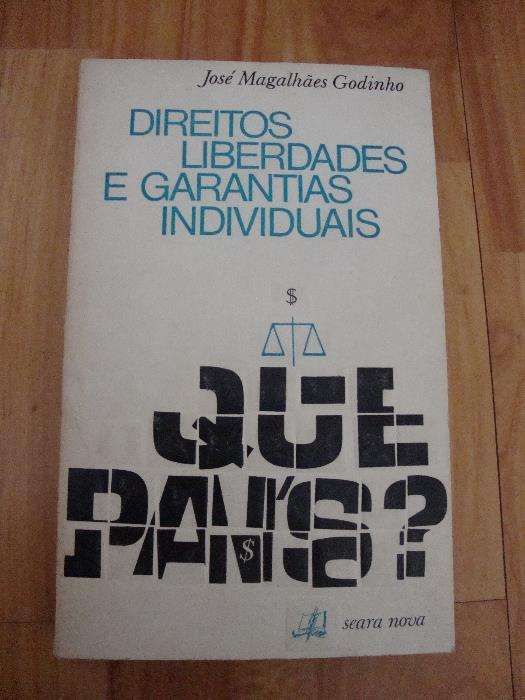 José Magalhães Godinho
DIREITOS
LIBERDADES
E GARANTIAS
INDIVIDUAIS
$
QUE
PAÍS?
$
seara nova